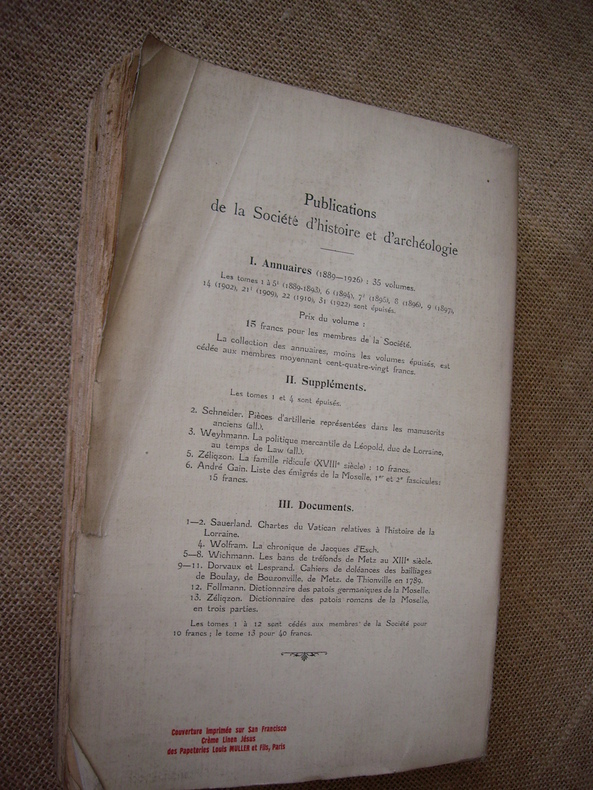 Publications
de la Société d'histoire et d'archéologie
I. Annuaires (1889—1926) : 35 volumes.
Les tomes 1 à 5¹ (1889-1893), 6 (1894), 7¹ (1895), 8 (1896), 9 (1897),
14 (1902), 21¹ (1909), 22 (1910), 31 (1922) sont épuisés.
Prix du volume :
15 francs pour les membres de la Société.
La collection des annuaires, moins les volumes épuisés, est
cédée aux membres moyennant cent-quatre-vingt francs.
II. Suppléments.
Les tomes 1 et 4 sont épuisés.
2. Schneider. Pièces d'artillerie représentées dans les manuscrits
anciens (all.).
3. Weyhmann. La politique mercantile de Léopold, duc de Lorraine,
au temps de Law (all.).
5. Zéliqzon. La famille ridicule (XVIIIᵉ siècle) : 10 francs.
6. André Gain. Liste des émigrés de la Moselle, 1ᵉʳ et 2ᵉ fascicules:
15 francs.
III. Documents.
1—2. Sauerland. Chartes du Vatican relatives à l'histoire de la
Lorraine.
4. Wolfram. La chronique de Jacques d'Esch.
5—8. Wichmann. Les bans de tréfonds de Metz au XIIIᵉ siècle.
9—11. Dorvaux et Lesprand. Cahiers de doléances des bailliages
de Boulay, de Bouzonville, de Metz, de Thionville en 1789.
12. Follmann. Dictionnaire des patois germaniques de la Moselle.
13. Zéliqzon. Dictionnaire des patois romans de la Moselle,
en trois parties.
Les tomes 1 à 12 sont cédés aux membres de la Société pour
10 francs ; le tome 13 pour 40 francs.
Couverture imprimée sur San Francisco
Crême Linen Jésus
des Papeteries Louis MULLER et Fils, Paris